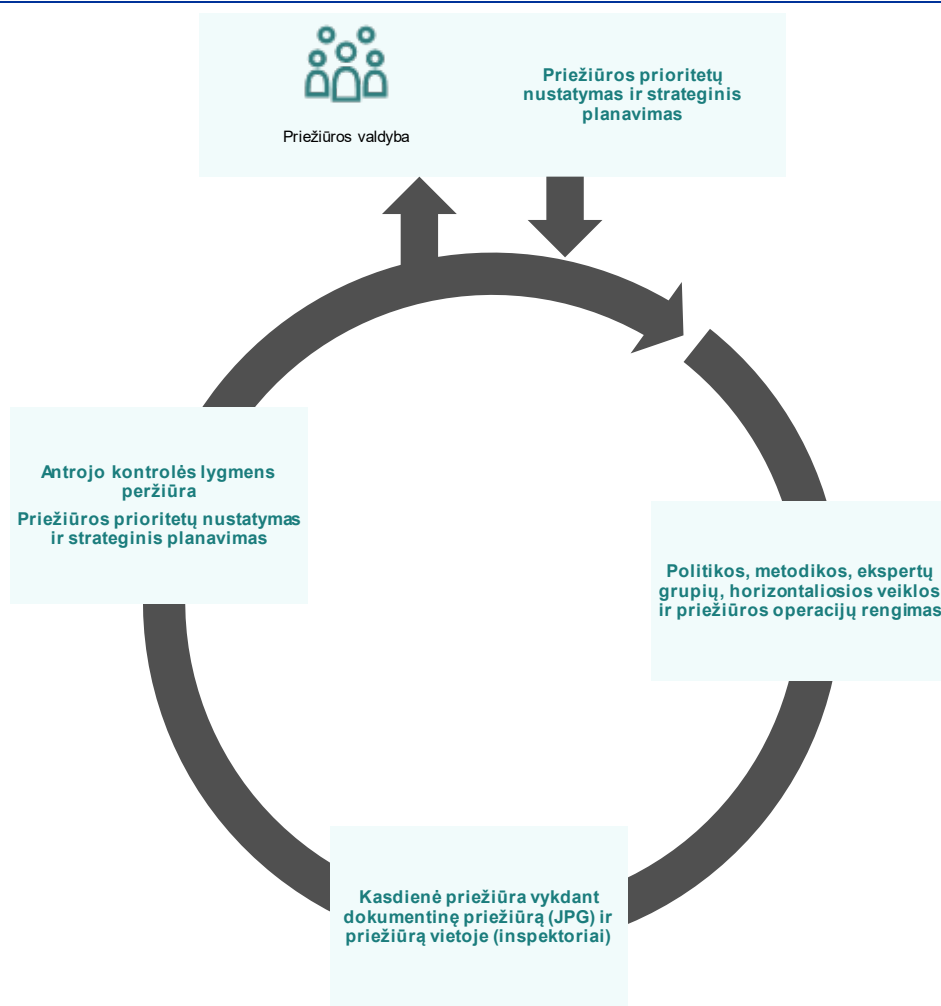 Priežiūros valdyba
Priežiūros prioritetų
nustatymas ir strateginis
planavimas
Antrojo kontrolės lygmens
peržiūra
Priežiūros prioritetų nustatymas
ir strateginis planavimas
Politikos, metodikos, ekspertų
grupių, horizontaliosios veiklos
ir priežiūros operacijų rengimas
Kasdienė priežiūra vykdant
dokumentinę priežiūrą (JPG) ir
priežiūrą vietoje (inspektoriai)